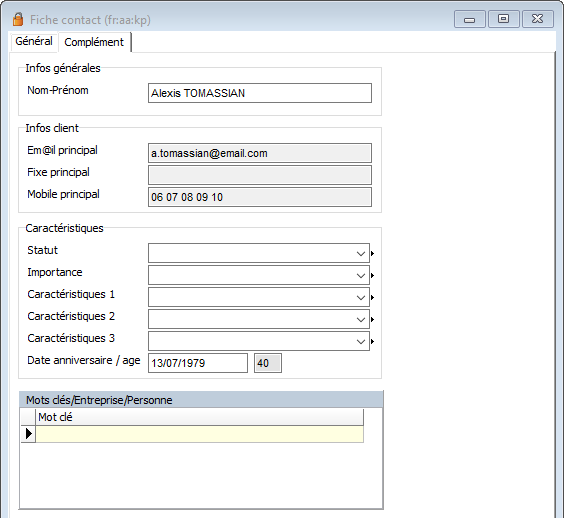 Fiche contact (fr:aa:kp)
Général Complément
Infos générales
Nom-Prénom Alexis TOMASSIAN
Infos client
Em@il principal a.tomassian@email.com
Fixe principal
Mobile principal 06 07 08 09 10
Caractéristiques
Statut
Importance
Caractéristiques 1
Caractéristiques 2
Caractéristiques 3
Date anniversaire / age 13/07/1979 40
Mots clés/Entreprise/Personne
Mot clé